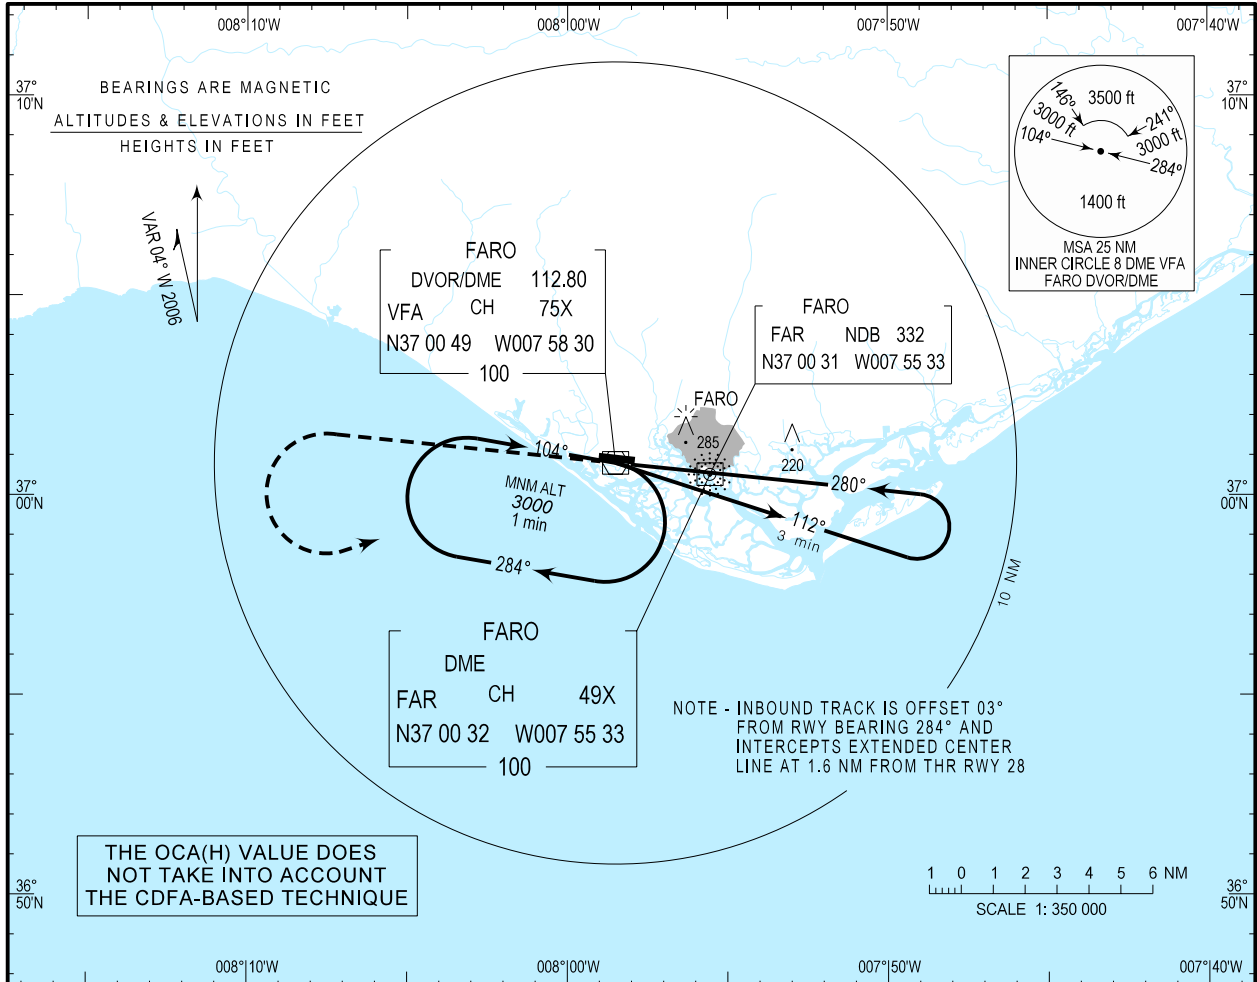 008°10'W 008°00'W 007°50'W 007°40'W
37°
10'N
37°
10'N
BEARINGS ARE MAGNETIC
ALTITUDES & ELEVATIONS IN FEET
HEIGHTS IN FEET
VAR 04° W 2006
146°
3500 ft
241°
3000 ft
3000 ft
104°
284°
1400 ft
MSA 25 NM
INNER CIRCLE 8 DME VFA
FARO DVOR/DME
FARO
DVOR/DME 112.80
VFA CH 75X
N37 00 49 W007 58 30
100
FARO
FAR NDB 332
N37 00 31 W007 55 33
FARO
285
220
104°
MNM ALT
3000
1 min
284°
280°
112°
3 min
37°
00'N
37°
00'N
10 NM
FARO
DME
FAR CH 49X
N37 00 32 W007 55 33
100
NOTE - INBOUND TRACK IS OFFSET 03°
FROM RWY BEARING 284° AND
INTERCEPTS EXTENDED CENTER
LINE AT 1.6 NM FROM THR RWY 28
THE OCA(H) VALUE DOES
NOT TAKE INTO ACCOUNT
THE CDFA-BASED TECHNIQUE
1 0 1 2 3 4 5 6 NM
SCALE 1: 350 000
36°
50'N
36°
50'N
008°10'W 008°00'W 007°50'W 007°40'W